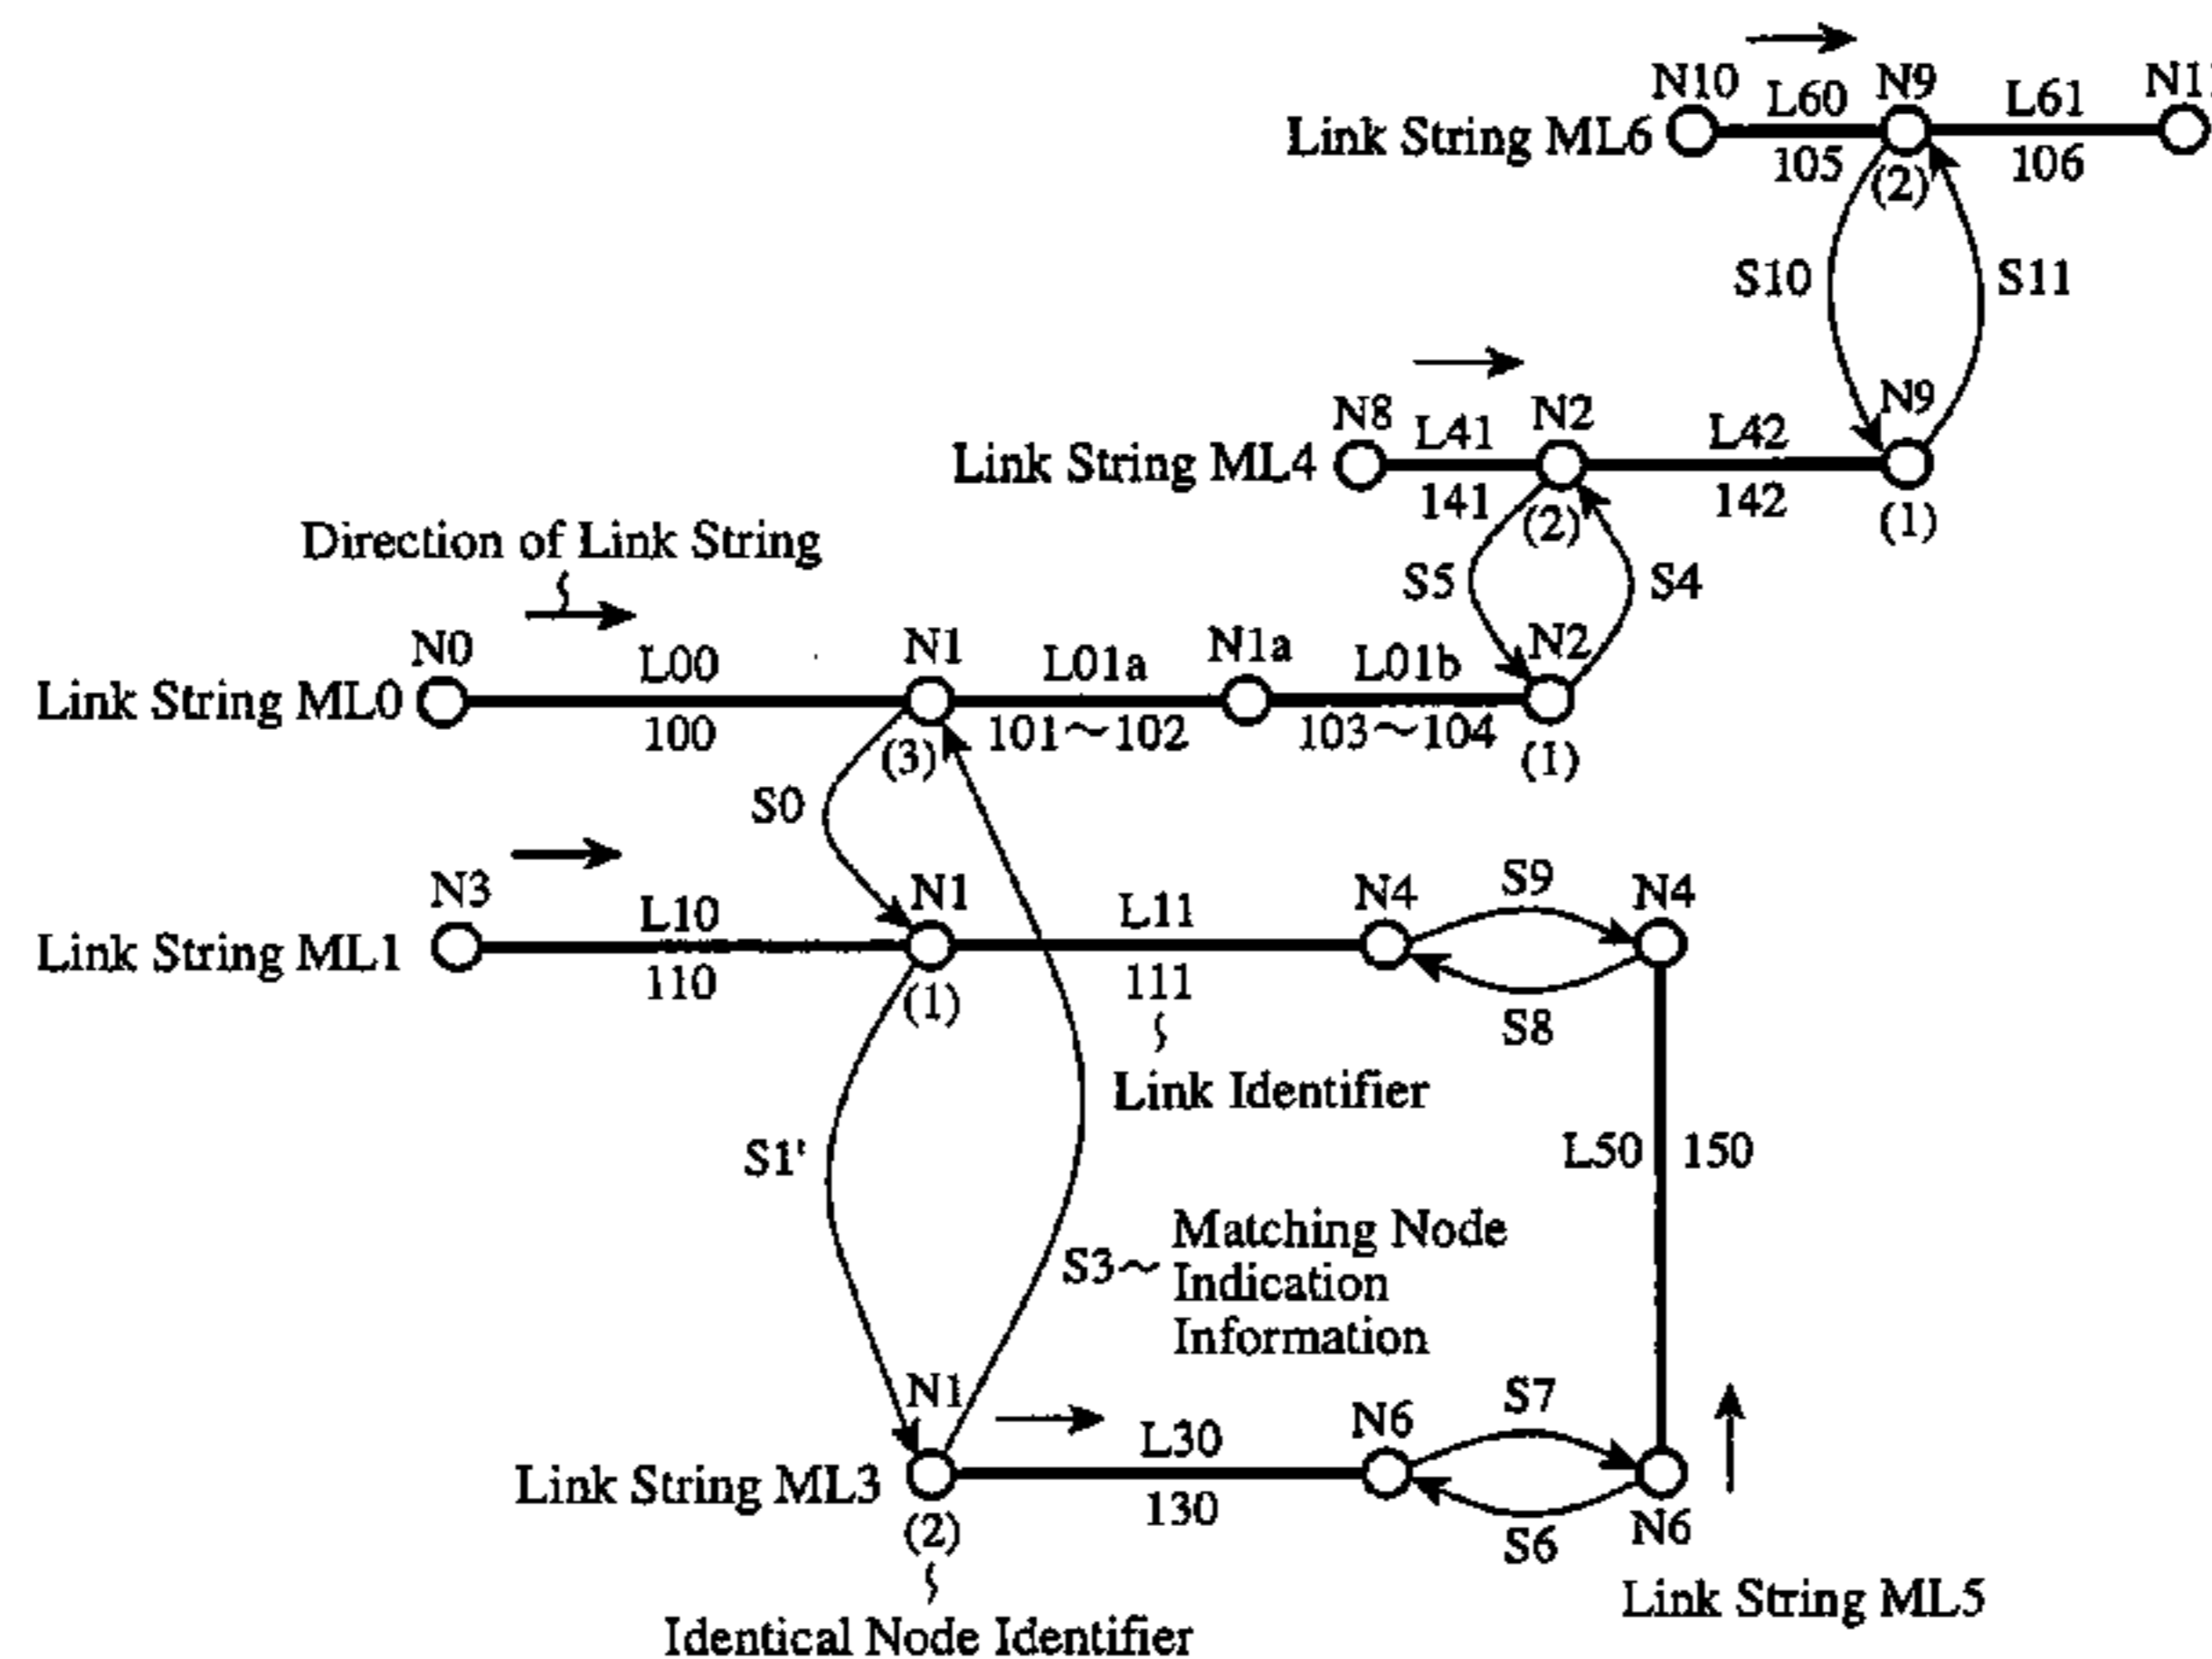 N10 L60 N9 L61 N11
Link String ML6
105 (2) 106
S10 S11
N8 L41 N2 L42 N9
Link String ML4
141 (2) 142 (1)
S5 S4
Direction of Link String
N0 L00 N1 L01a N1a L01b N2
Link String ML0
100 (3) 101~102 103~104 (1)
S0
N3 L10 N1 L11 N4 S9 N4
Link String ML1
110 (1) 111 S8
Link Identifier
S1'
L50 150
S3~ Matching Node
Indication
Information
N1 L30 N6 S7
Link String ML3
(2) 130 S6 N6
Link String ML5
Identical Node Identifier